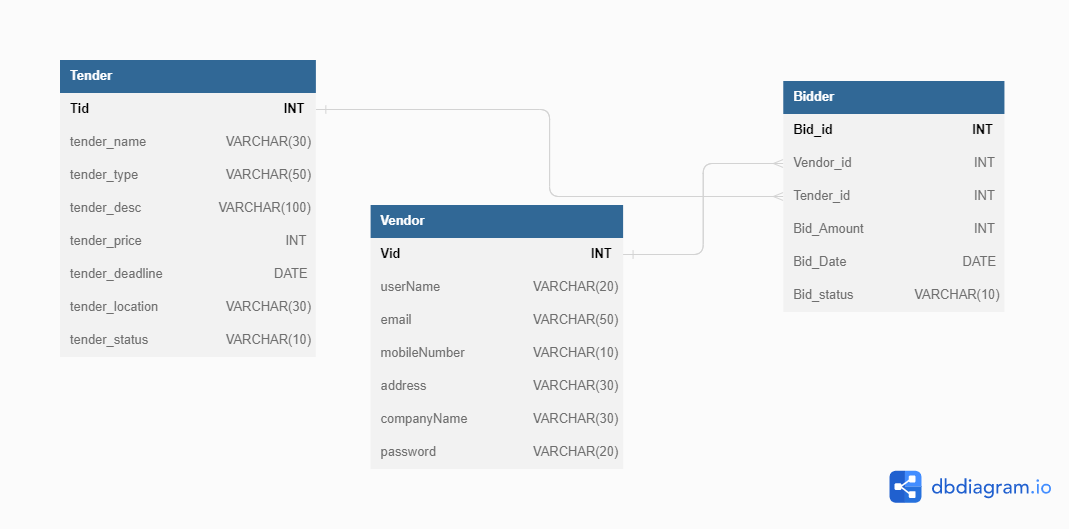 Tender
Tid INT
tender_name VARCHAR(30)
tender_type VARCHAR(50)
tender_desc VARCHAR(100)
tender_price INT
tender_deadline DATE
tender_location VARCHAR(30)
tender_status VARCHAR(10)
Vendor
Vid INT
userName VARCHAR(20)
email VARCHAR(50)
mobileNumber VARCHAR(10)
address VARCHAR(30)
companyName VARCHAR(30)
password VARCHAR(20)
Bidder
Bid_id INT
Vendor_id INT
Tender_id INT
Bid_Amount INT
Bid_Date DATE
Bid_status VARCHAR(10)
dbdiagram.io